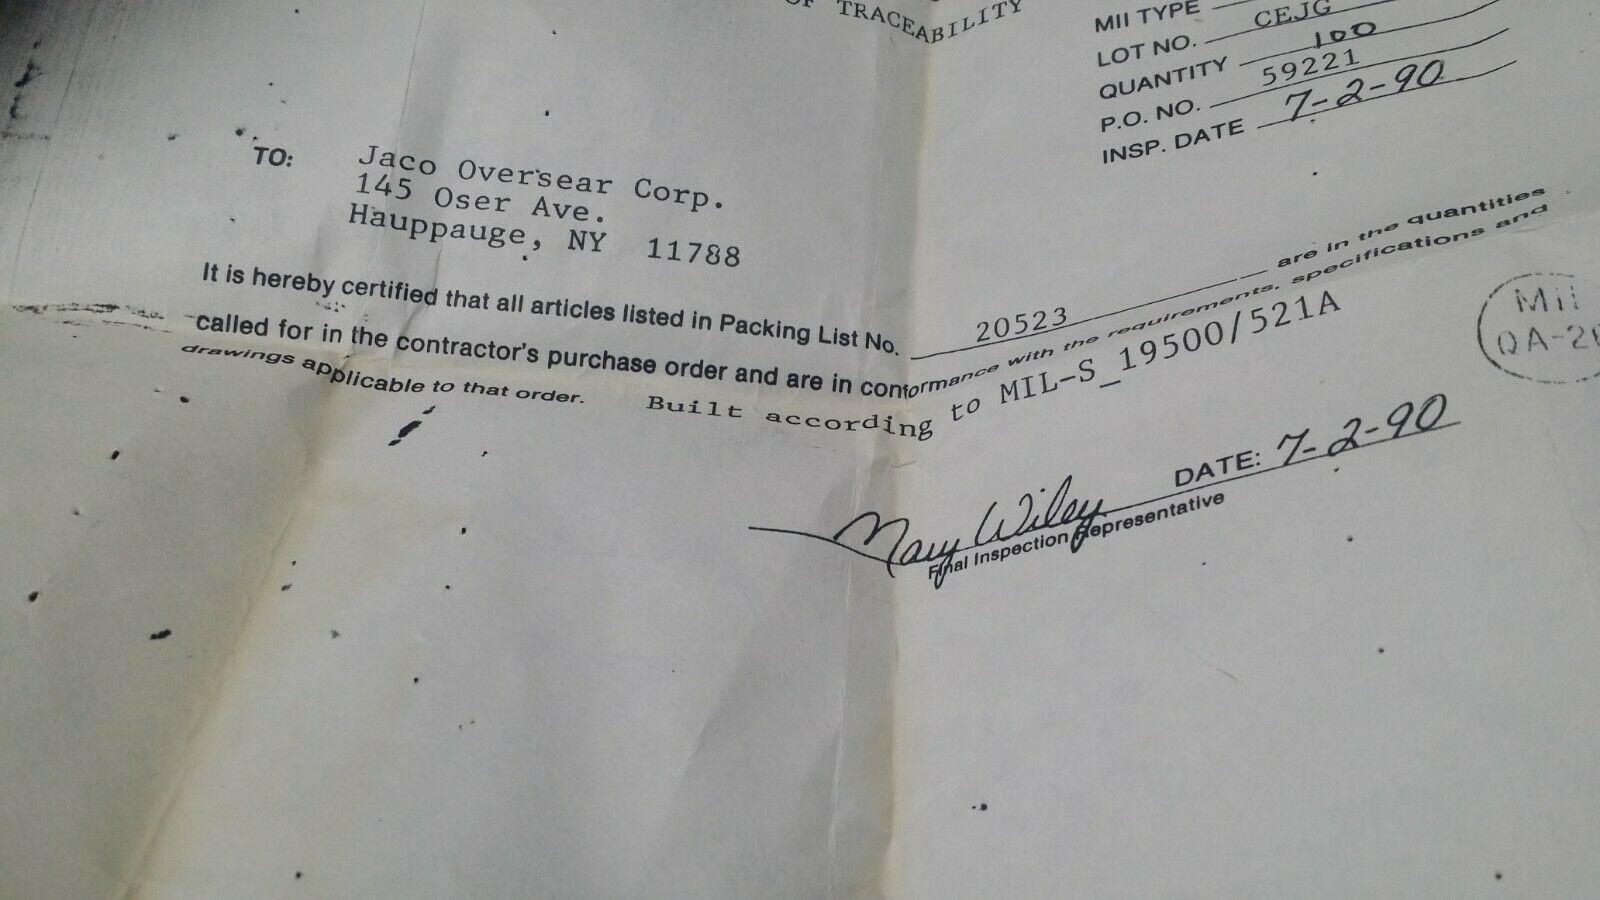 OF TRACEABILITY
MII TYPE
LOT NO. CEJG
QUANTITY 100
P.O. NO. 59221
INSP. DATE 7-2-90
TO: Jaco Oversear Corp.
145 Oser Ave.
Hauppauge, NY 11788
It is hereby certified that all articles listed in Packing List No. 20523 are in the quantities
called for in the contractor's purchase order and are in conformance with the requirements, specifications and
drawings applicable to that order. Built according to MIL-S_19500/521A
Mii
QA-2
DATE: 7-2-90
Mary Wiley
Final Inspection Representative